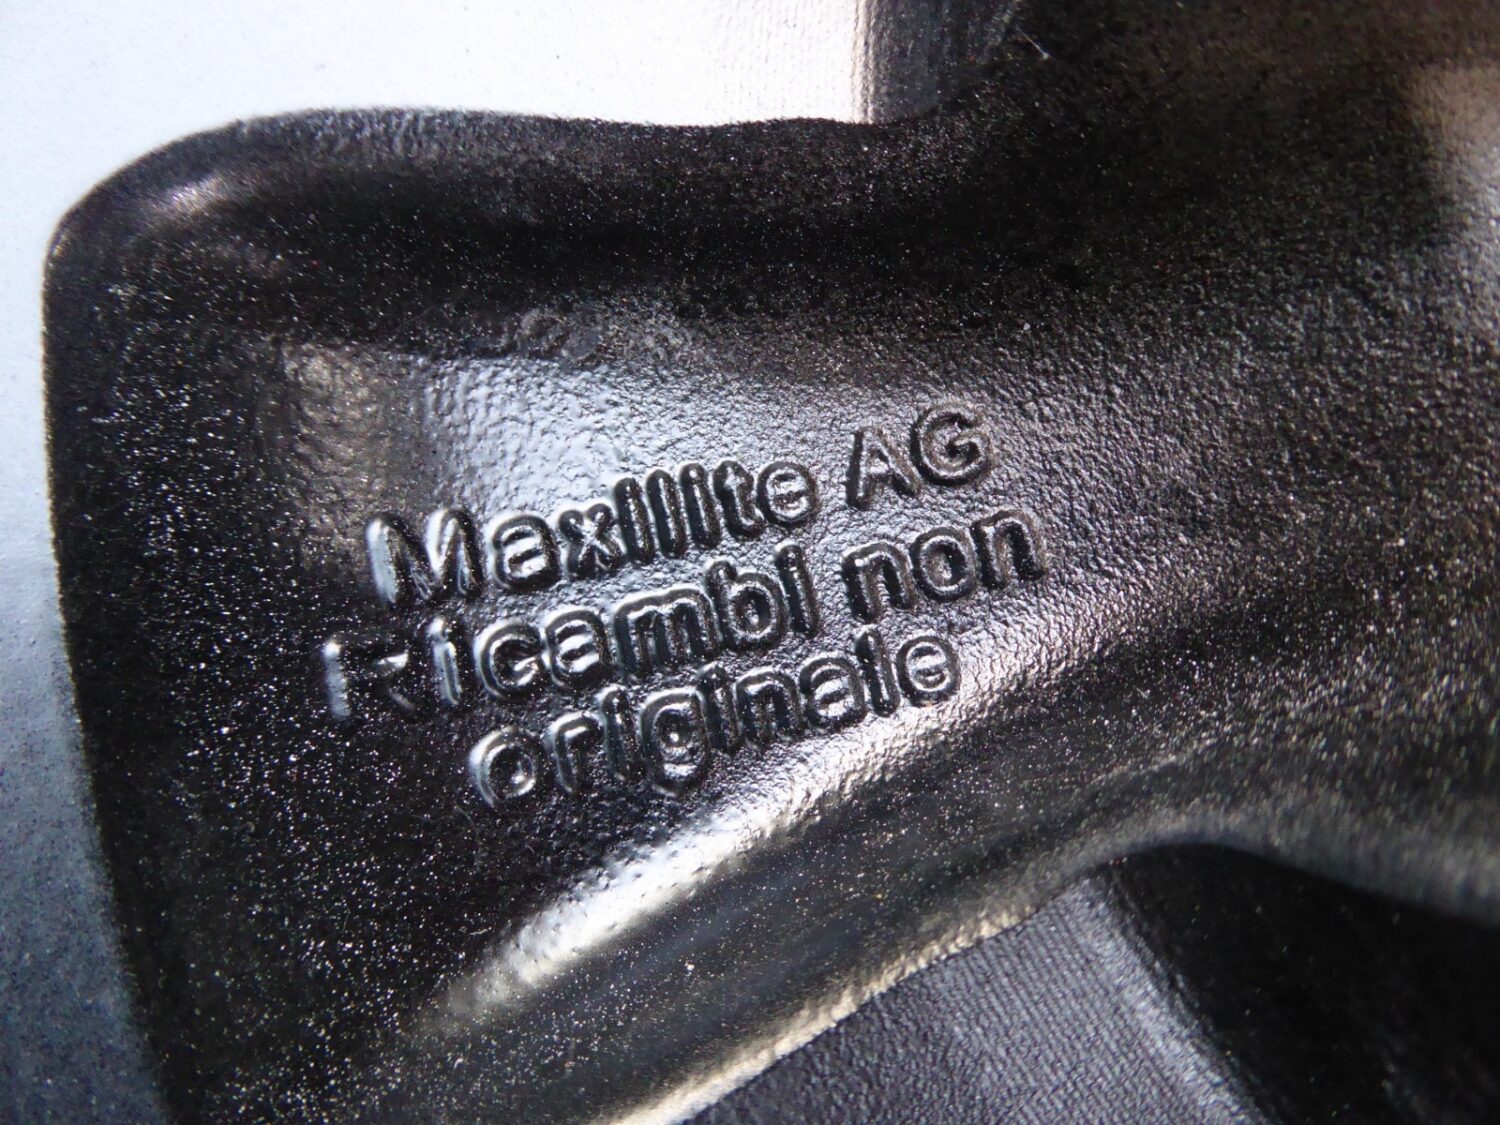 Maxilite AG
Ricambi non
originale